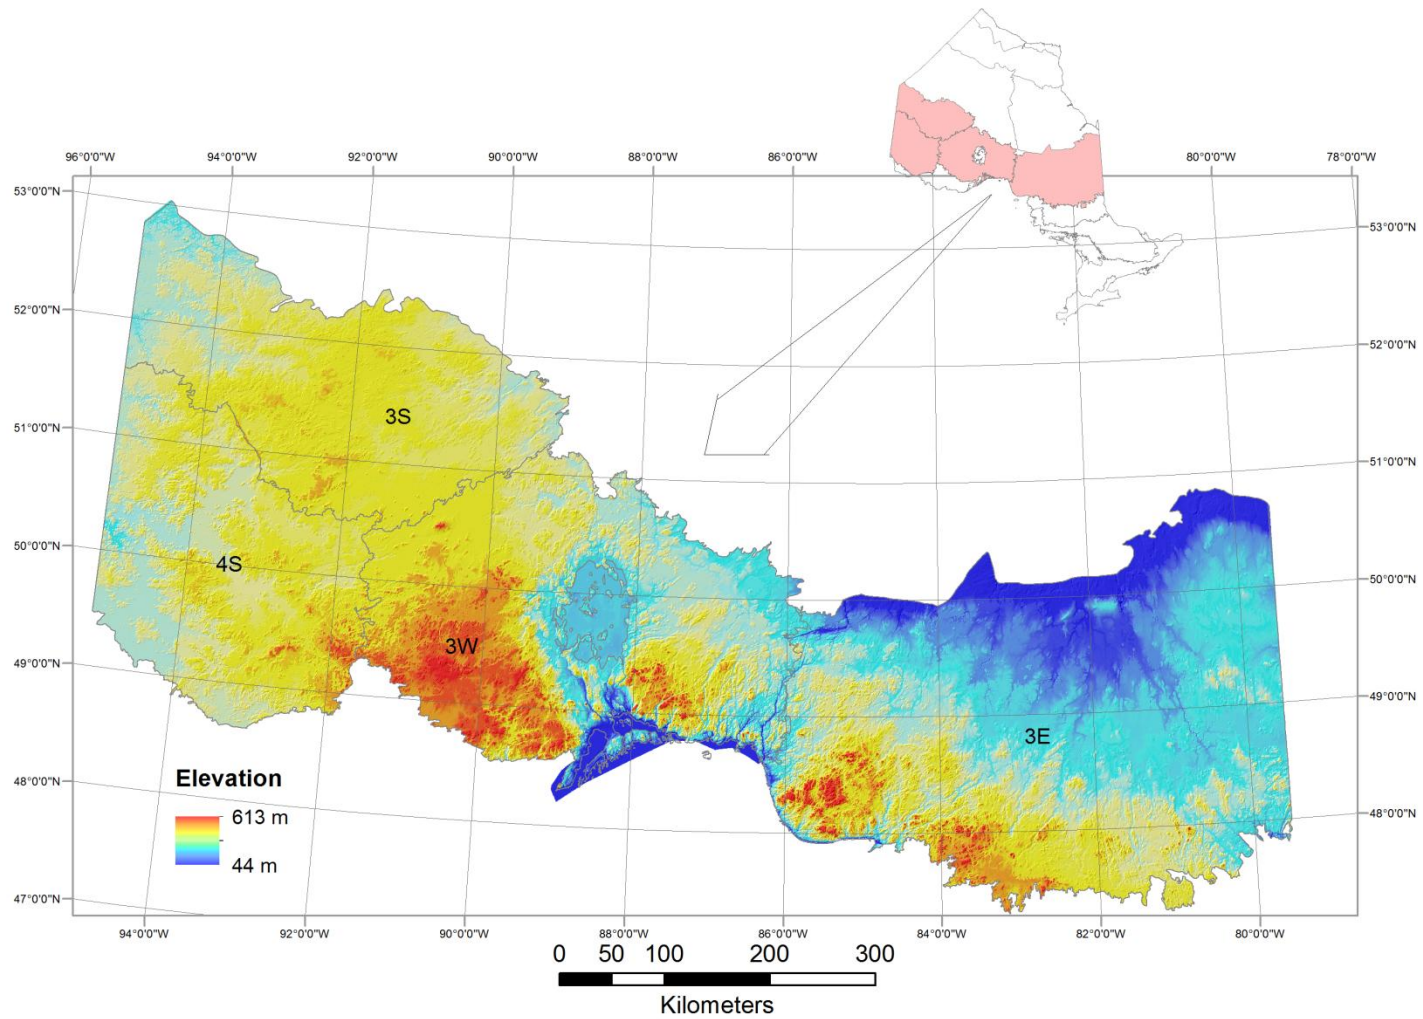 96°0'0"W
94°0'0"W
92°0'0"W
90°0'0"W
88°0'0"W
86°0'0"W
80°0'0"W
78°0'0"W
53°0'0"N
53°0'0"N
52°0'0"N
52°0'0"N
3S
51°0'0"N
51°0'0"N
50°0'0"N
4S
50°0'0"N
3W
49°0'0"N
49°0'0"N
3E
Elevation
48°0'0"N
613 m
48°0'0"N
44 m
47°0'0"N
94°0'0"W
92°0'0"W
90°0'0"W
88°0'0"W
86°0'0"W
84°0'0"W
82°0'0"W
80°0'0"W
0 50 100 200 300
Kilometers